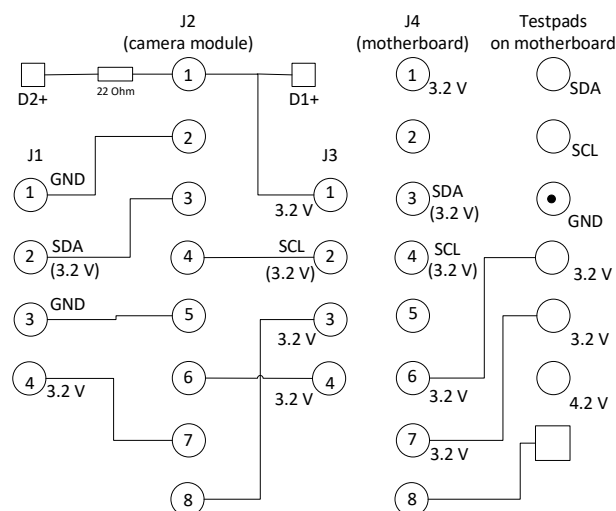 J2
(camera module)
J4
(motherboard)
Testpads
on motherboard
D2+
22 Ohm
1
D1+
1
3.2 V
SDA
2
2
SCL
J1
J3
1
GND
3
1
3.2 V
3
SDA
(3.2 V)
GND
2
SDA
(3.2 V)
4
SCL
(3.2 V)
2
4
SCL
(3.2 V)
3.2 V
3
GND
5
3
3.2 V
5
3.2 V
4
3.2 V
6
3.2 V
4
6
3.2 V
4.2 V
7
7
3.2 V
8
8